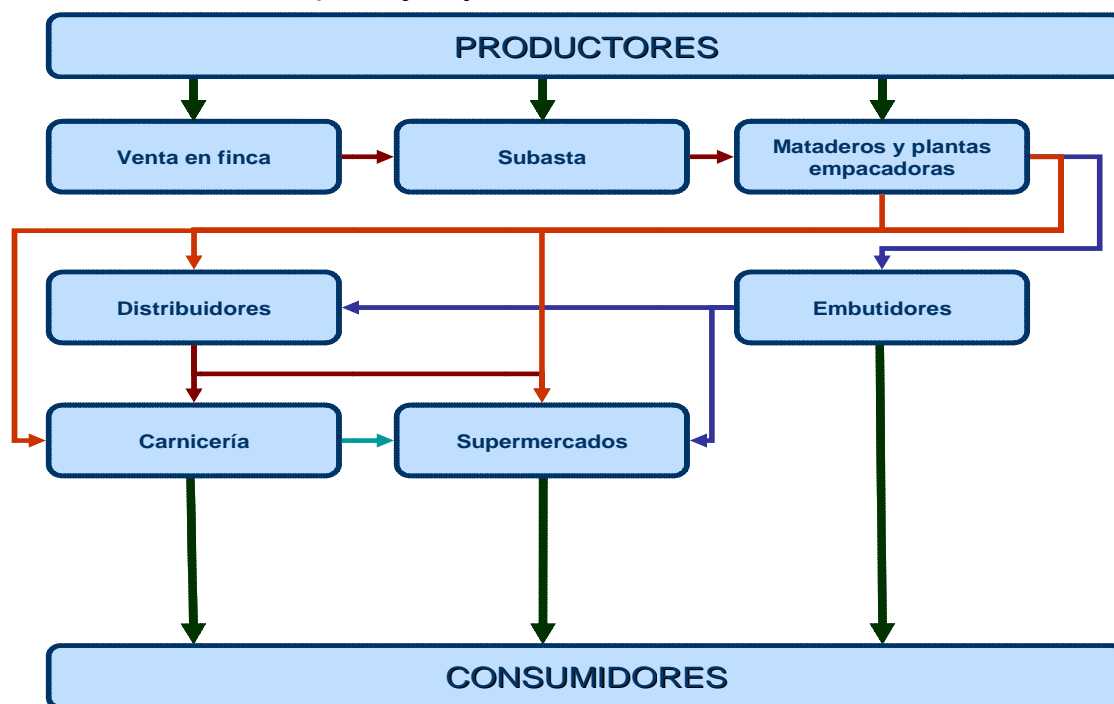 PRODUCTORES
Venta en finca
Subasta
Mataderos y plantas
empacadoras
Distribuidores
Embutidores
Carnicería
Supermercados
CONSUMIDORES